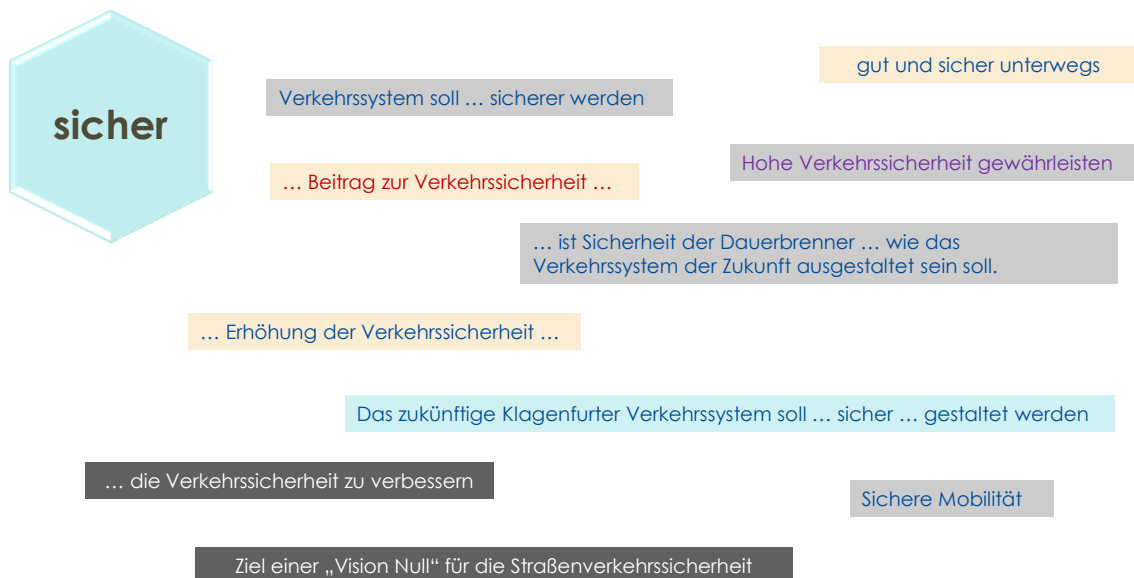 sicher
gut und sicher unterwegs
Verkehrssystem soll … sicherer werden
Hohe Verkehrssicherheit gewährleisten
… Beitrag zur Verkehrssicherheit …
… ist Sicherheit der Dauerbrenner … wie das
Verkehrssystem der Zukunft ausgestaltet sein soll.
… Erhöhung der Verkehrssicherheit …
Das zukünftige Klagenfurter Verkehrssystem soll … sicher … gestaltet werden
… die Verkehrssicherheit zu verbessern
Sichere Mobilität
Ziel einer „Vision Null“ für die Straßenverkehrssicherheit